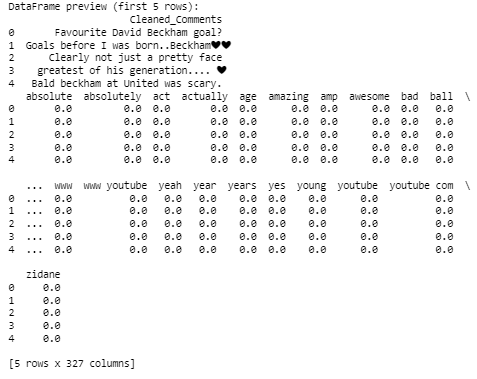 DataFrame preview (first 5 rows):
Cleaned_Comments
0 Favourite David Beckham goal?
1 Goals before I was born..Beckham♥♥
2 Clearly not just a pretty face
3 greatest of his generation.... ♥
4 Bald beckham at United was scary.
absolute absolutely act actually age amazing amp awesome bad ball \
0 0.0 0.0 0.0 0.0 0.0 0.0 0.0 0.0 0.0 0.0
1 0.0 0.0 0.0 0.0 0.0 0.0 0.0 0.0 0.0 0.0
2 0.0 0.0 0.0 0.0 0.0 0.0 0.0 0.0 0.0 0.0
3 0.0 0.0 0.0 0.0 0.0 0.0 0.0 0.0 0.0 0.0
4 0.0 0.0 0.0 0.0 0.0 0.0 0.0 0.0 0.0 0.0
... www www youtube yeah year years yes young youtube youtube com \
0 ... 0.0 0.0 0.0 0.0 0.0 0.0 0.0 0.0 0.0
1 ... 0.0 0.0 0.0 0.0 0.0 0.0 0.0 0.0 0.0
2 ... 0.0 0.0 0.0 0.0 0.0 0.0 0.0 0.0 0.0
3 ... 0.0 0.0 0.0 0.0 0.0 0.0 0.0 0.0 0.0
4 ... 0.0 0.0 0.0 0.0 0.0 0.0 0.0 0.0 0.0
zidane
0 0.0
1 0.0
2 0.0
3 0.0
4 0.0
[5 rows x 327 columns]